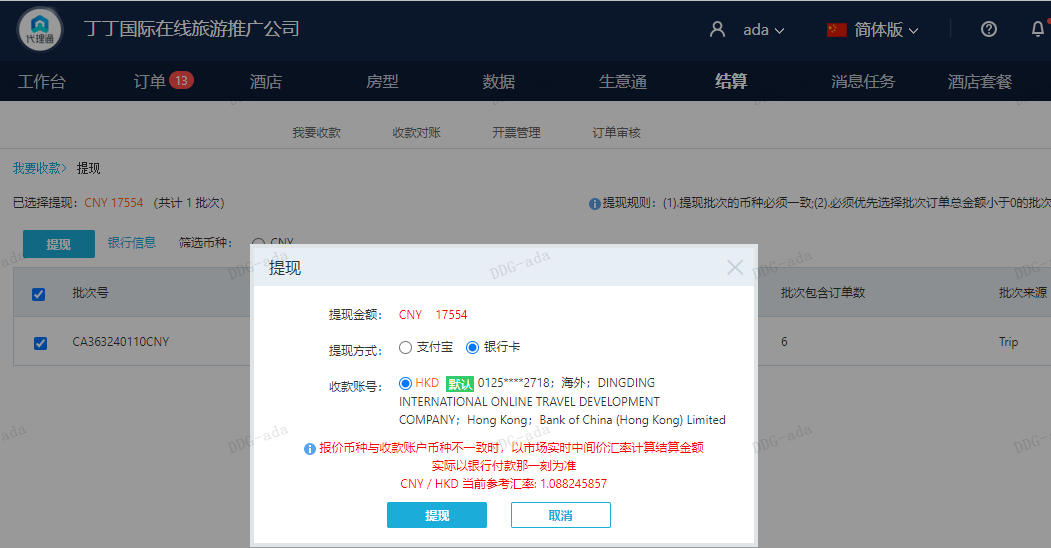 代理通
丁丁国际在线旅游推广公司
ada
简体版
工作台
订单 13
酒店
房型
数据
生意通
结算
消息任务
酒店套餐
我要收款
收款对账
开票管理
订单审核
我要收款> 提现
已选择提现: CNY 17554 (共计 1 批次)
提现规则: (1).提现批次的币种必须一致;(2).必须优先选择批次订单总金额小于0的批次
提现
银行信息
筛选币种:
CNY
批次号
批次包含订单数
批次来源
CA363240110CNY
6
Trip
提现
提现金额: CNY 17554
提现方式: 支付宝 银行卡
收款账号: HKD 默认 0125****2718; 海外; DINGDING
INTERNATIONAL ONLINE TRAVEL DEVELOPMENT
COMPANY; Hong Kong; Bank of China (Hong Kong) Limited
报价币种与收款账户币种不一致时，以市场实时中间价汇率计算结算金额
实际以银行付款那一刻为准
CNY / HKD 当前参考汇率: 1.088245857
提现
取消
DDG-ada
DDG-ada
DDG-ada
DDG-ada
DDG-ada
DDG-ada
DDG-ada